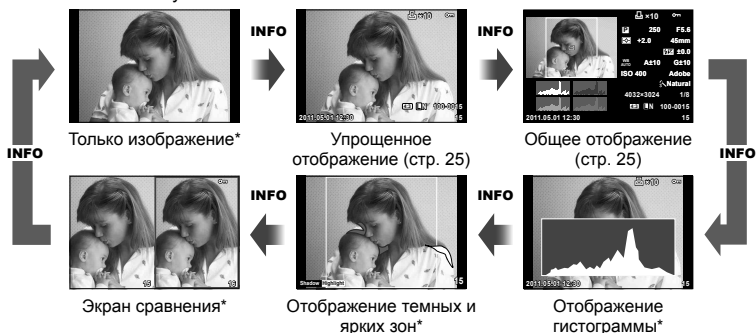 INFO
INFO
×10
×10
P 250 F5.6
+2.0 45mm
±0.0
WB AUTO A±10 G±10
ISO 400 Adobe
Natural
4032×3024 1/8
N 100-0015
N 100-0015
2011.05.01 12:30 15
2011.05.01 12:30 15
Только изображение*
Упрощенное
отображение (стр. 25)
Общее отображение
(стр. 25)
INFO
INFO
INFO
INFO
×10
15
16
Shadow Highlight
15
2011.05.01 12:30
15
Экран сравнения*
Отображение темных и
ярких зон*
Отображение
гистограммы*